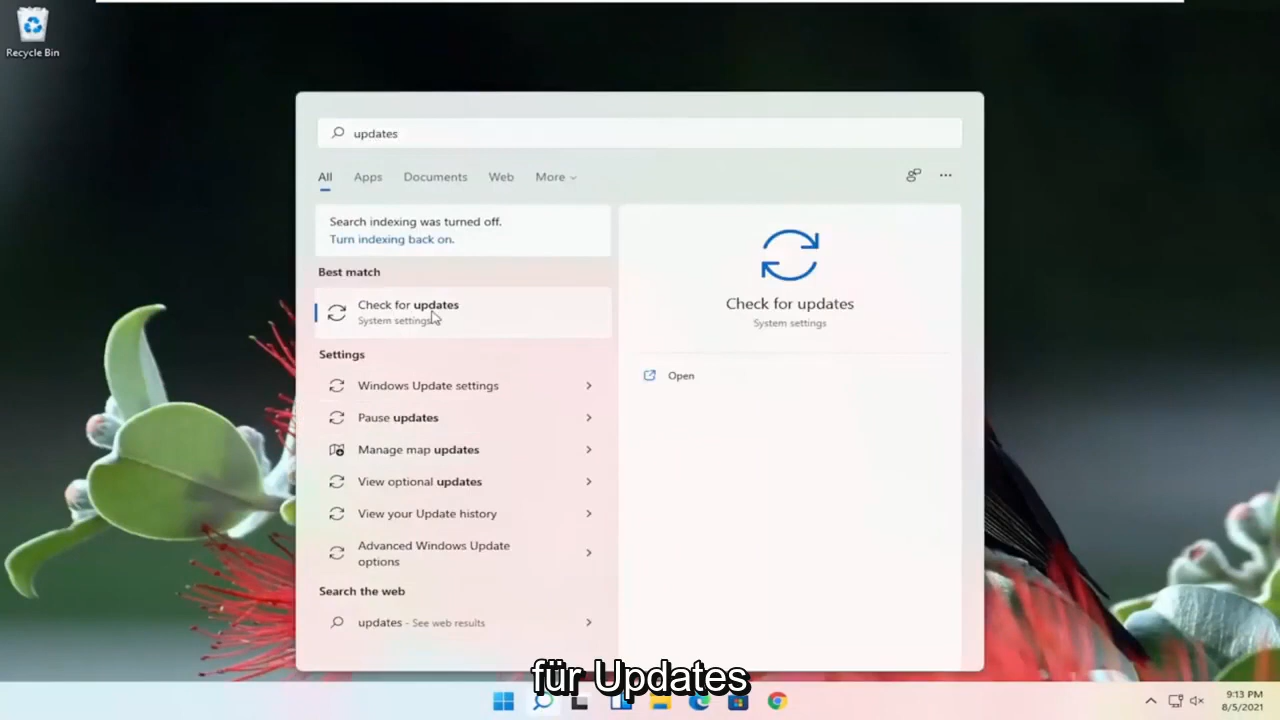 Recycle Bin
updates
All Apps Documents Web More
Search indexing was turned off.
Turn indexing back on.
Best match
Check for updates
System settings
Settings
Windows Update settings
Pause updates
Manage map updates
View optional updates
View your Update history
Advanced Windows Update
options
Search the web
updates - See web results
Check for updates
System settings
Open
für Updates
9:13 PM
8/5/2021